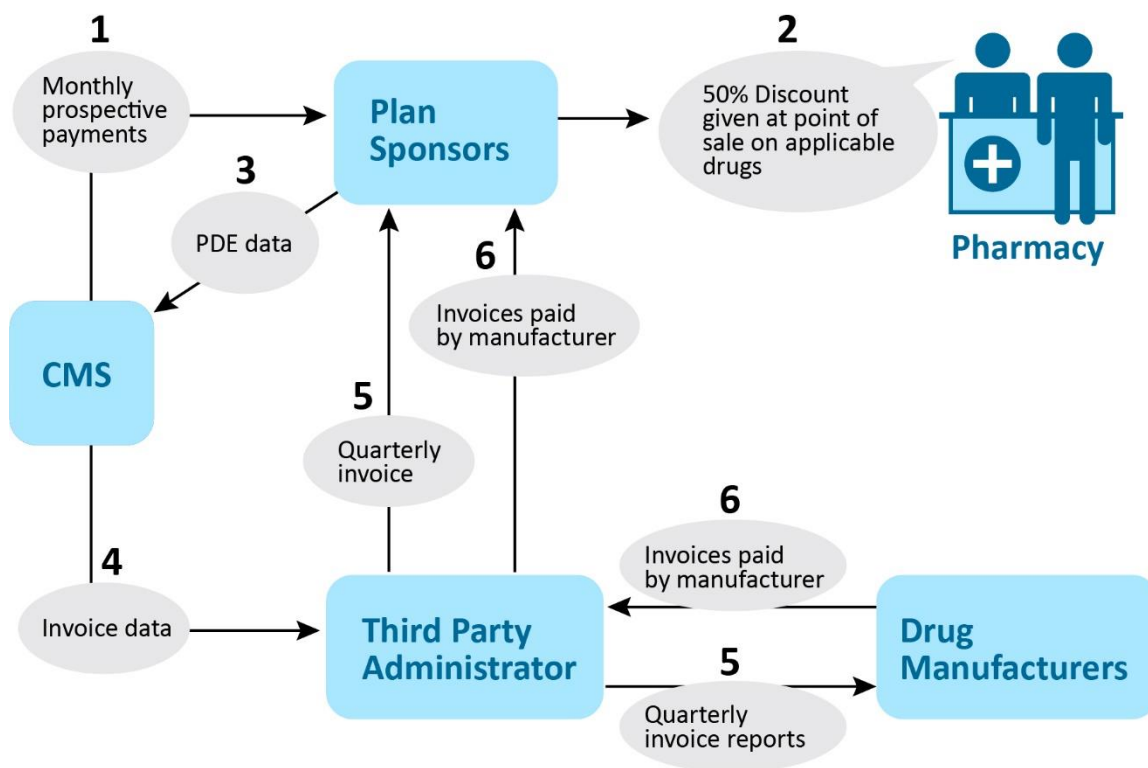 1
Monthly
prospective
payments
Plan
Sponsors
2
50% Discount
given at point of
sale on applicable
drugs
Pharmacy
3
PDE data
6
Invoices paid
by manufacturer
CMS
5
Quarterly
invoice
4
Invoice data
Third Party
Administrator
6
Invoices paid
by manufacturer
5
Quarterly
invoice reports
Drug
Manufacturers